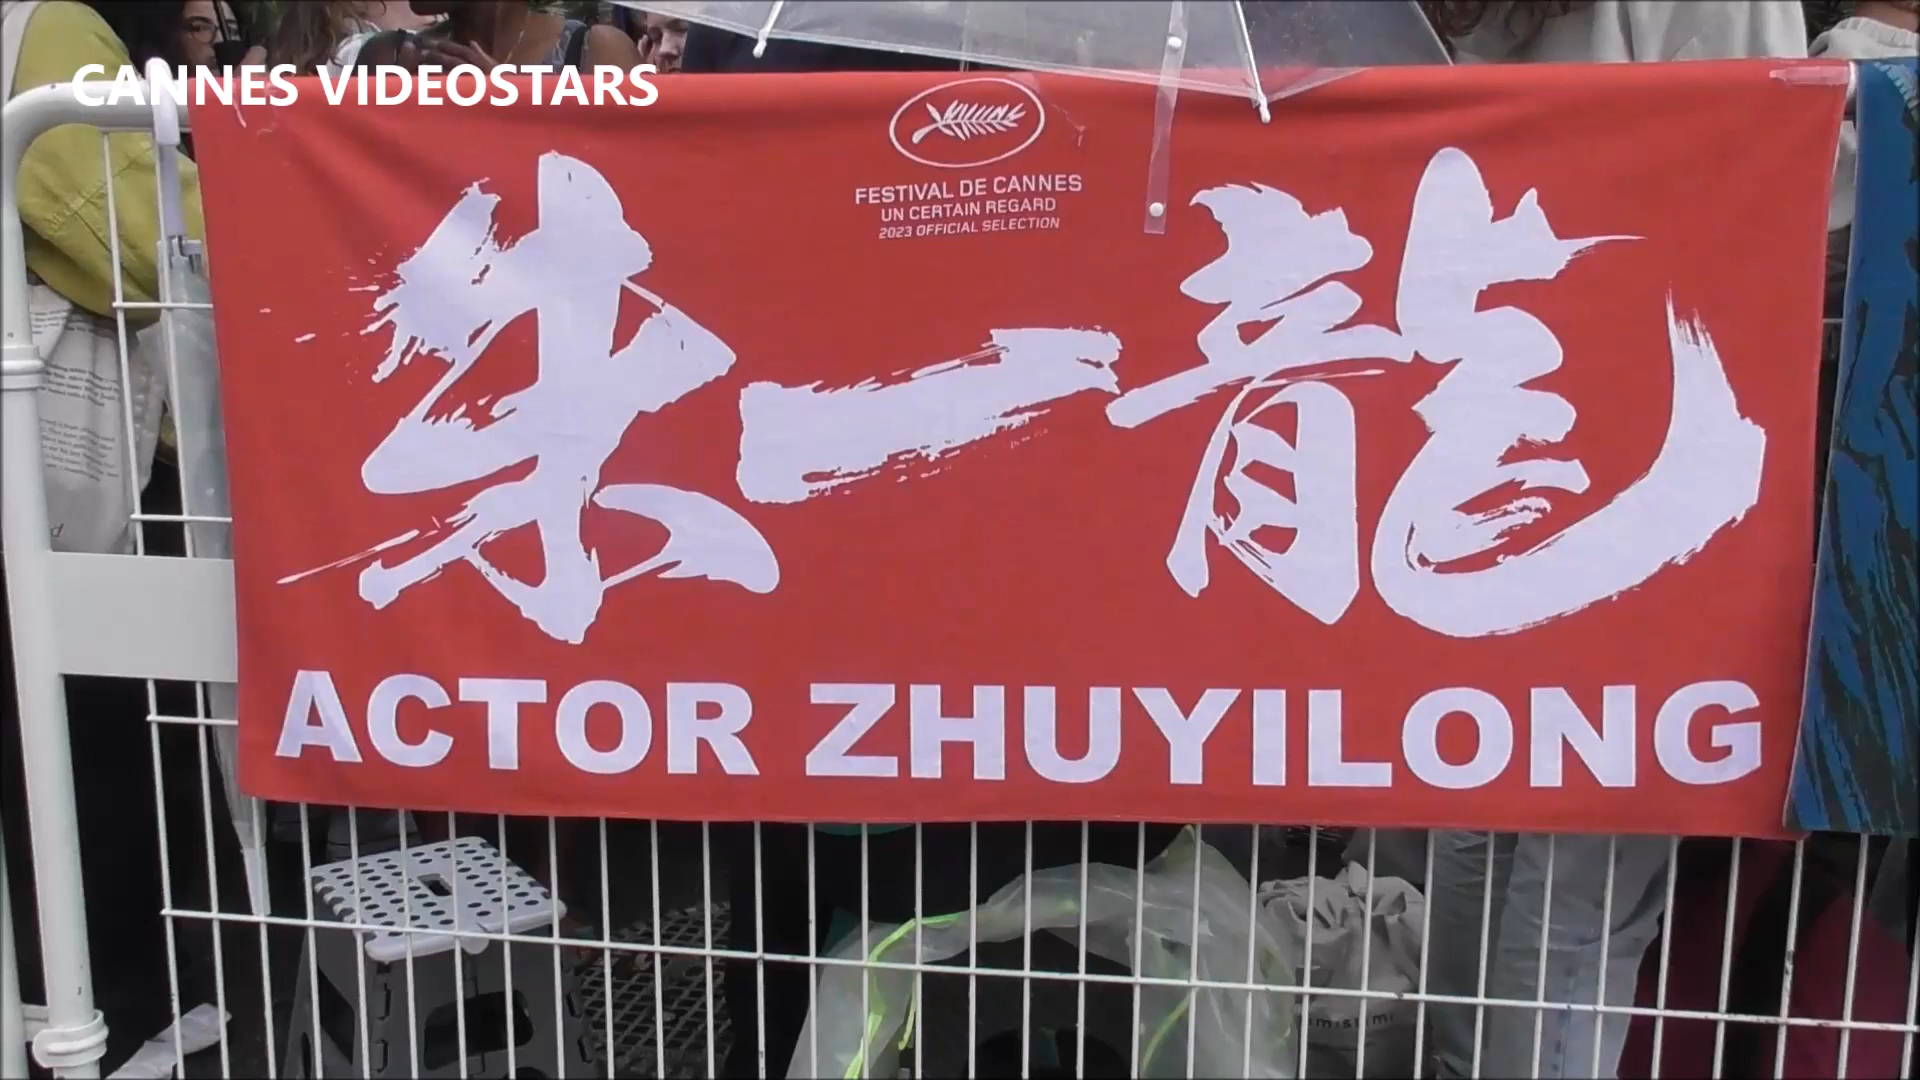 CANNES VIDEOSTARS
FESTIVAL DE CANNES
UN CERTAIN REGARD
2023 OFFICIAL SELECTION
朱一龍
ACTOR ZHUYILONG